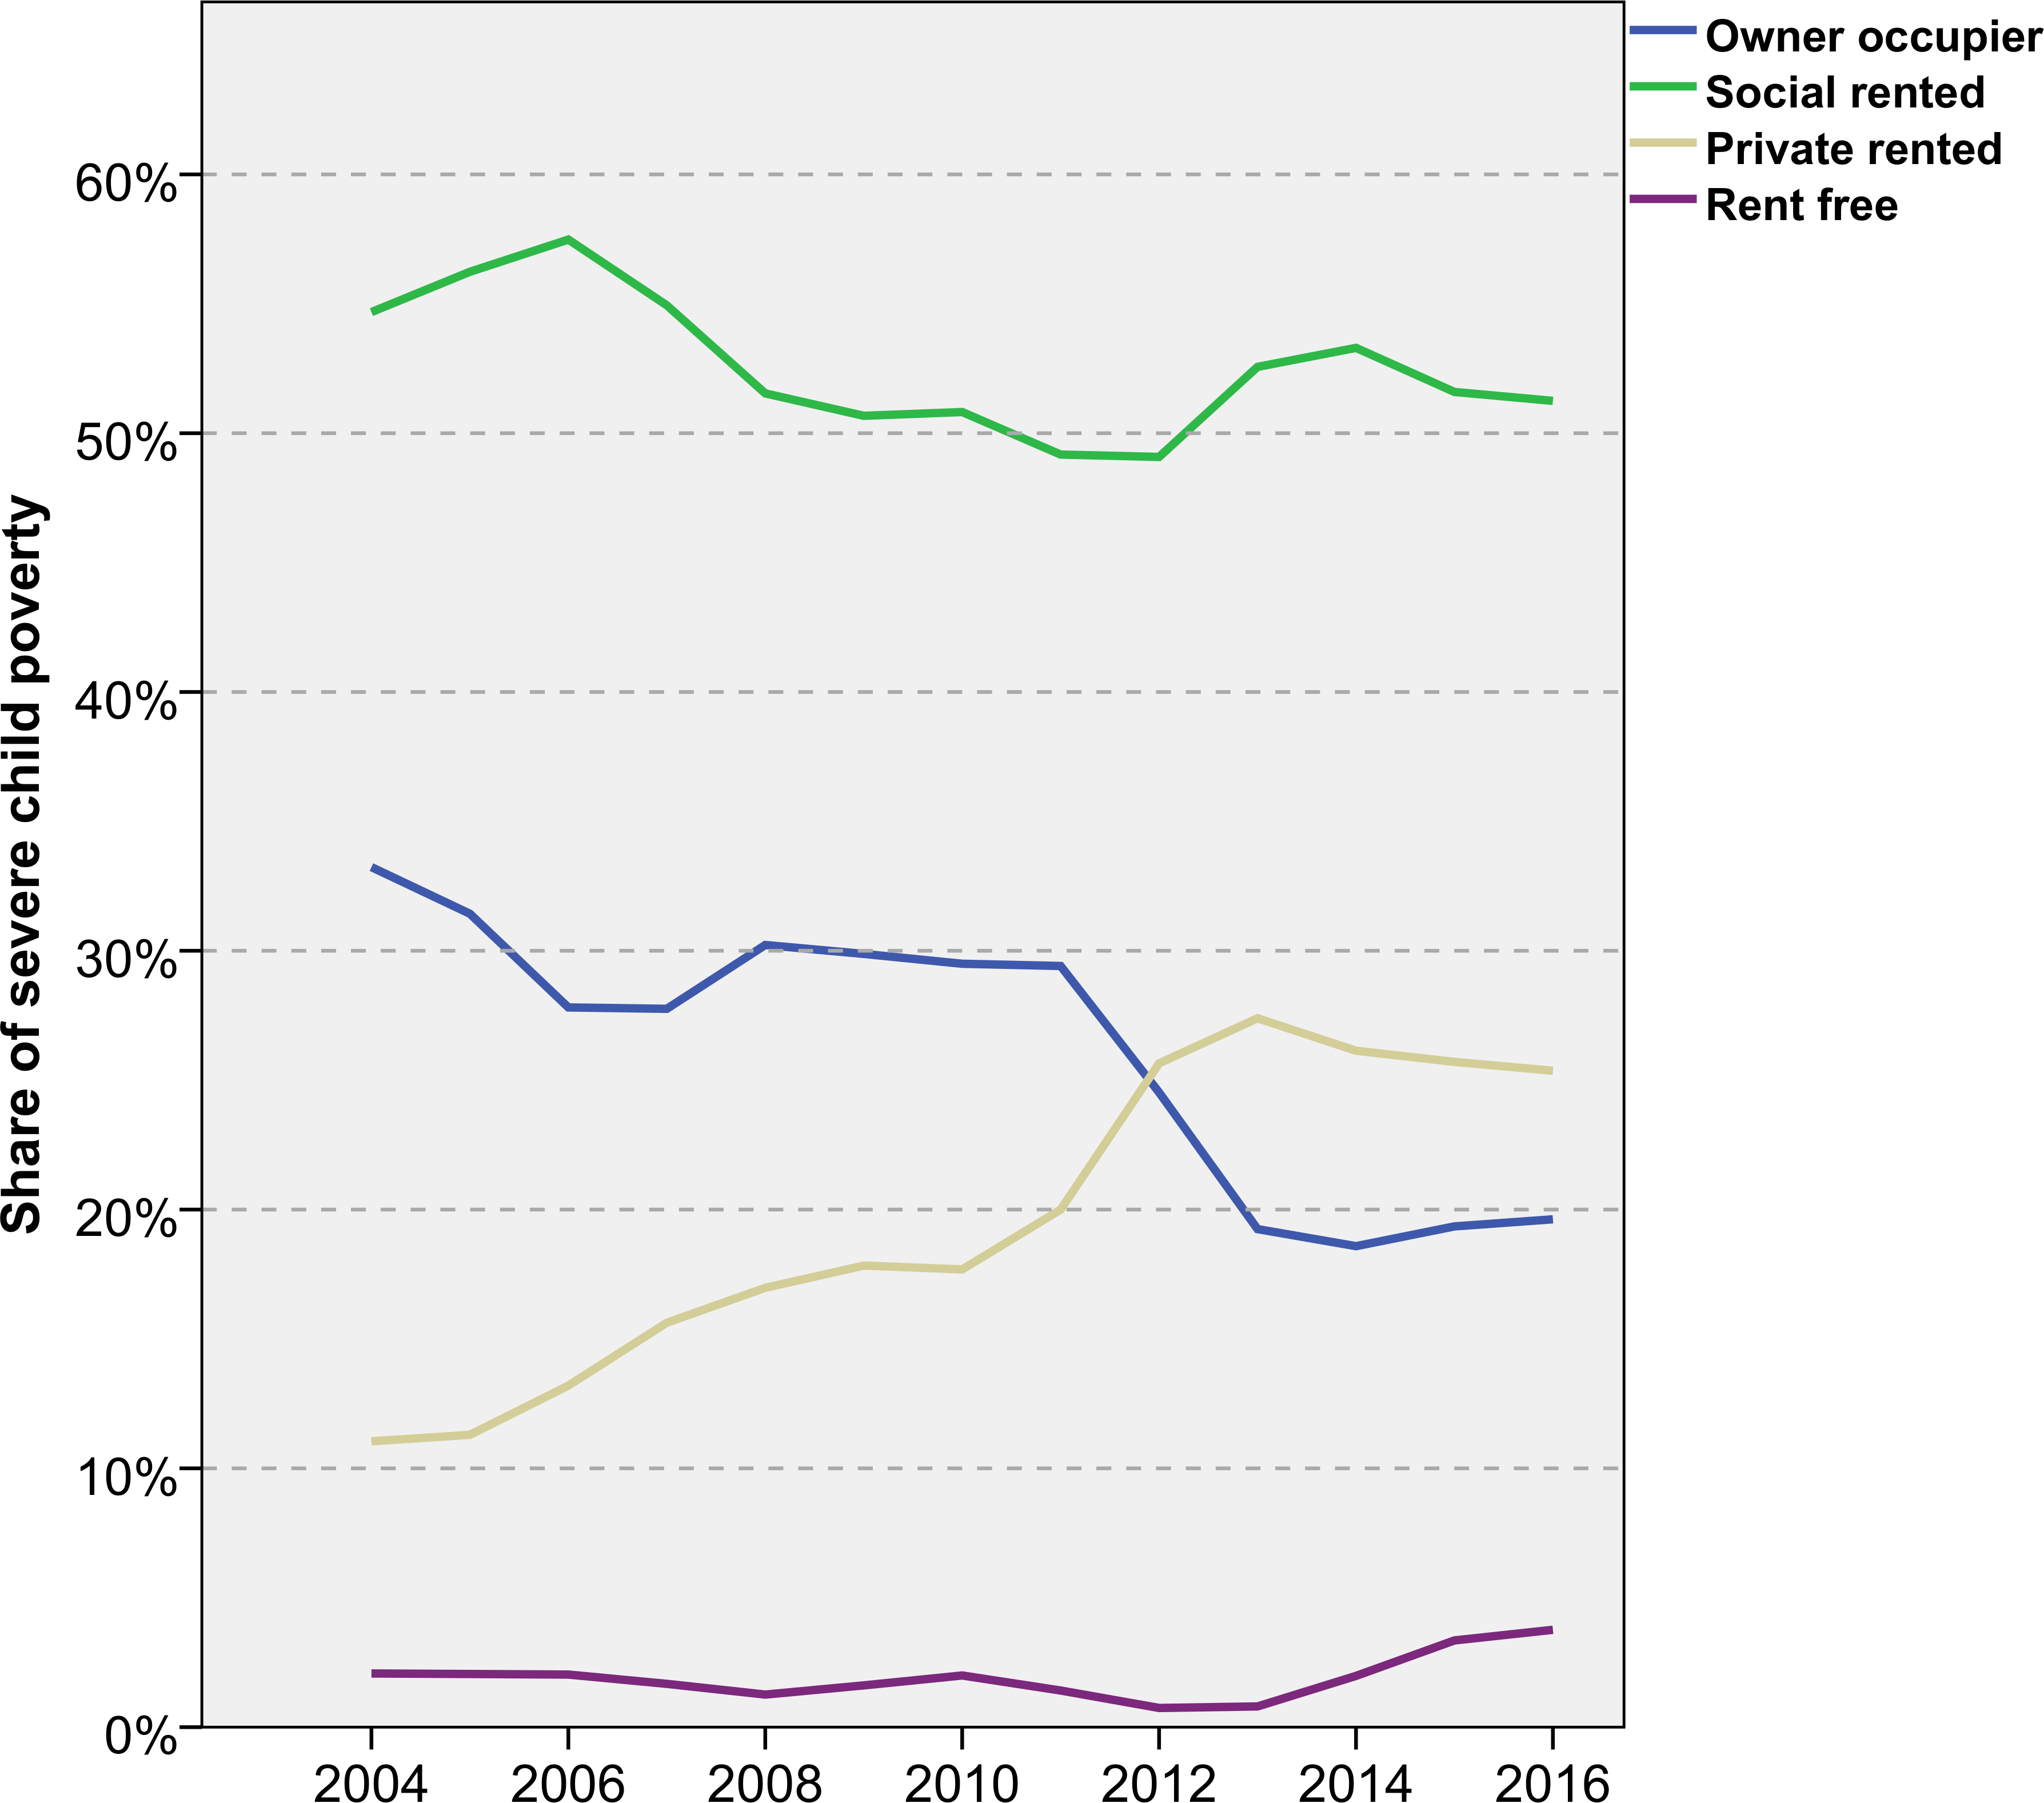 Owner occupier
Social rented
Private rented
Rent free
Share of severe child poverty
60%
50%
40%
30%
20%
10%
0%
2004 2006 2008 2010 2012 2014 2016